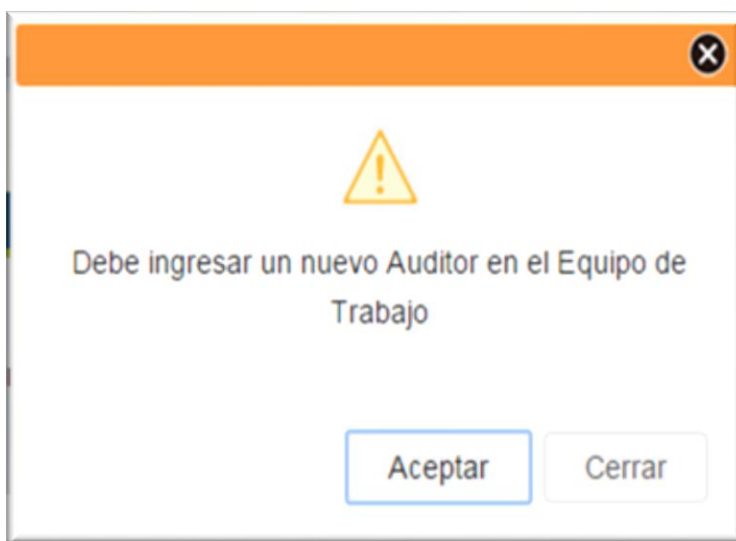 Debe ingresar un nuevo Auditor en el Equipo de
Trabajo
Aceptar
Cerrar